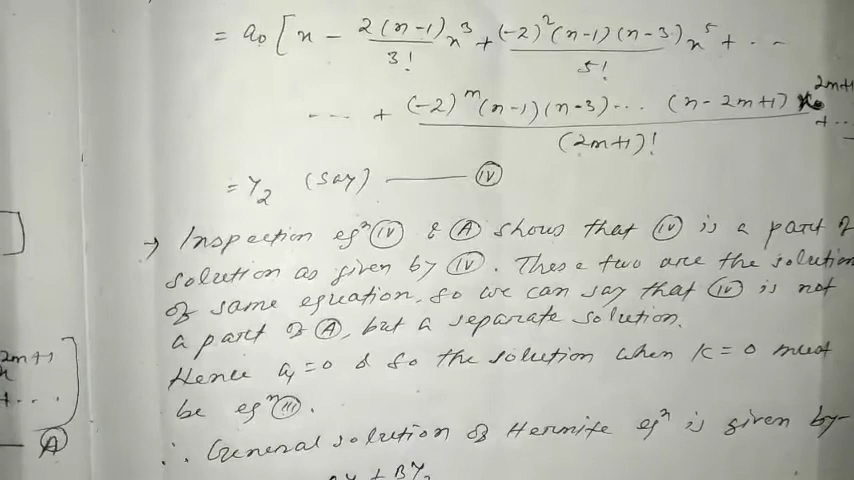 = a₀ [ x - 2(n-1)/3! x³ + (-2)²(n-1)(n-3)/5! x⁵ + ...
... + (-2)ᵐ(n-1)(n-3)... (n-2m+1)/(2m+1)! x²ᵐ⁺¹ + ...
= Y₂ (say) —— (IV)
→ Inspection eqⁿ (IV) & (A) shows that (IV) is a part of
solution as given by (IV). These two are the solution
of same equation, so we can say that (IV) is not
a part of (A), but a separate solution.
Hence a₁=0 & so the solution when K=0 must
be eqⁿ (III).
∴ General solution of Hermite eqⁿ is given by-
AY + BY₂
]
x²ᵐ⁺¹
+ ... ]
— (A)